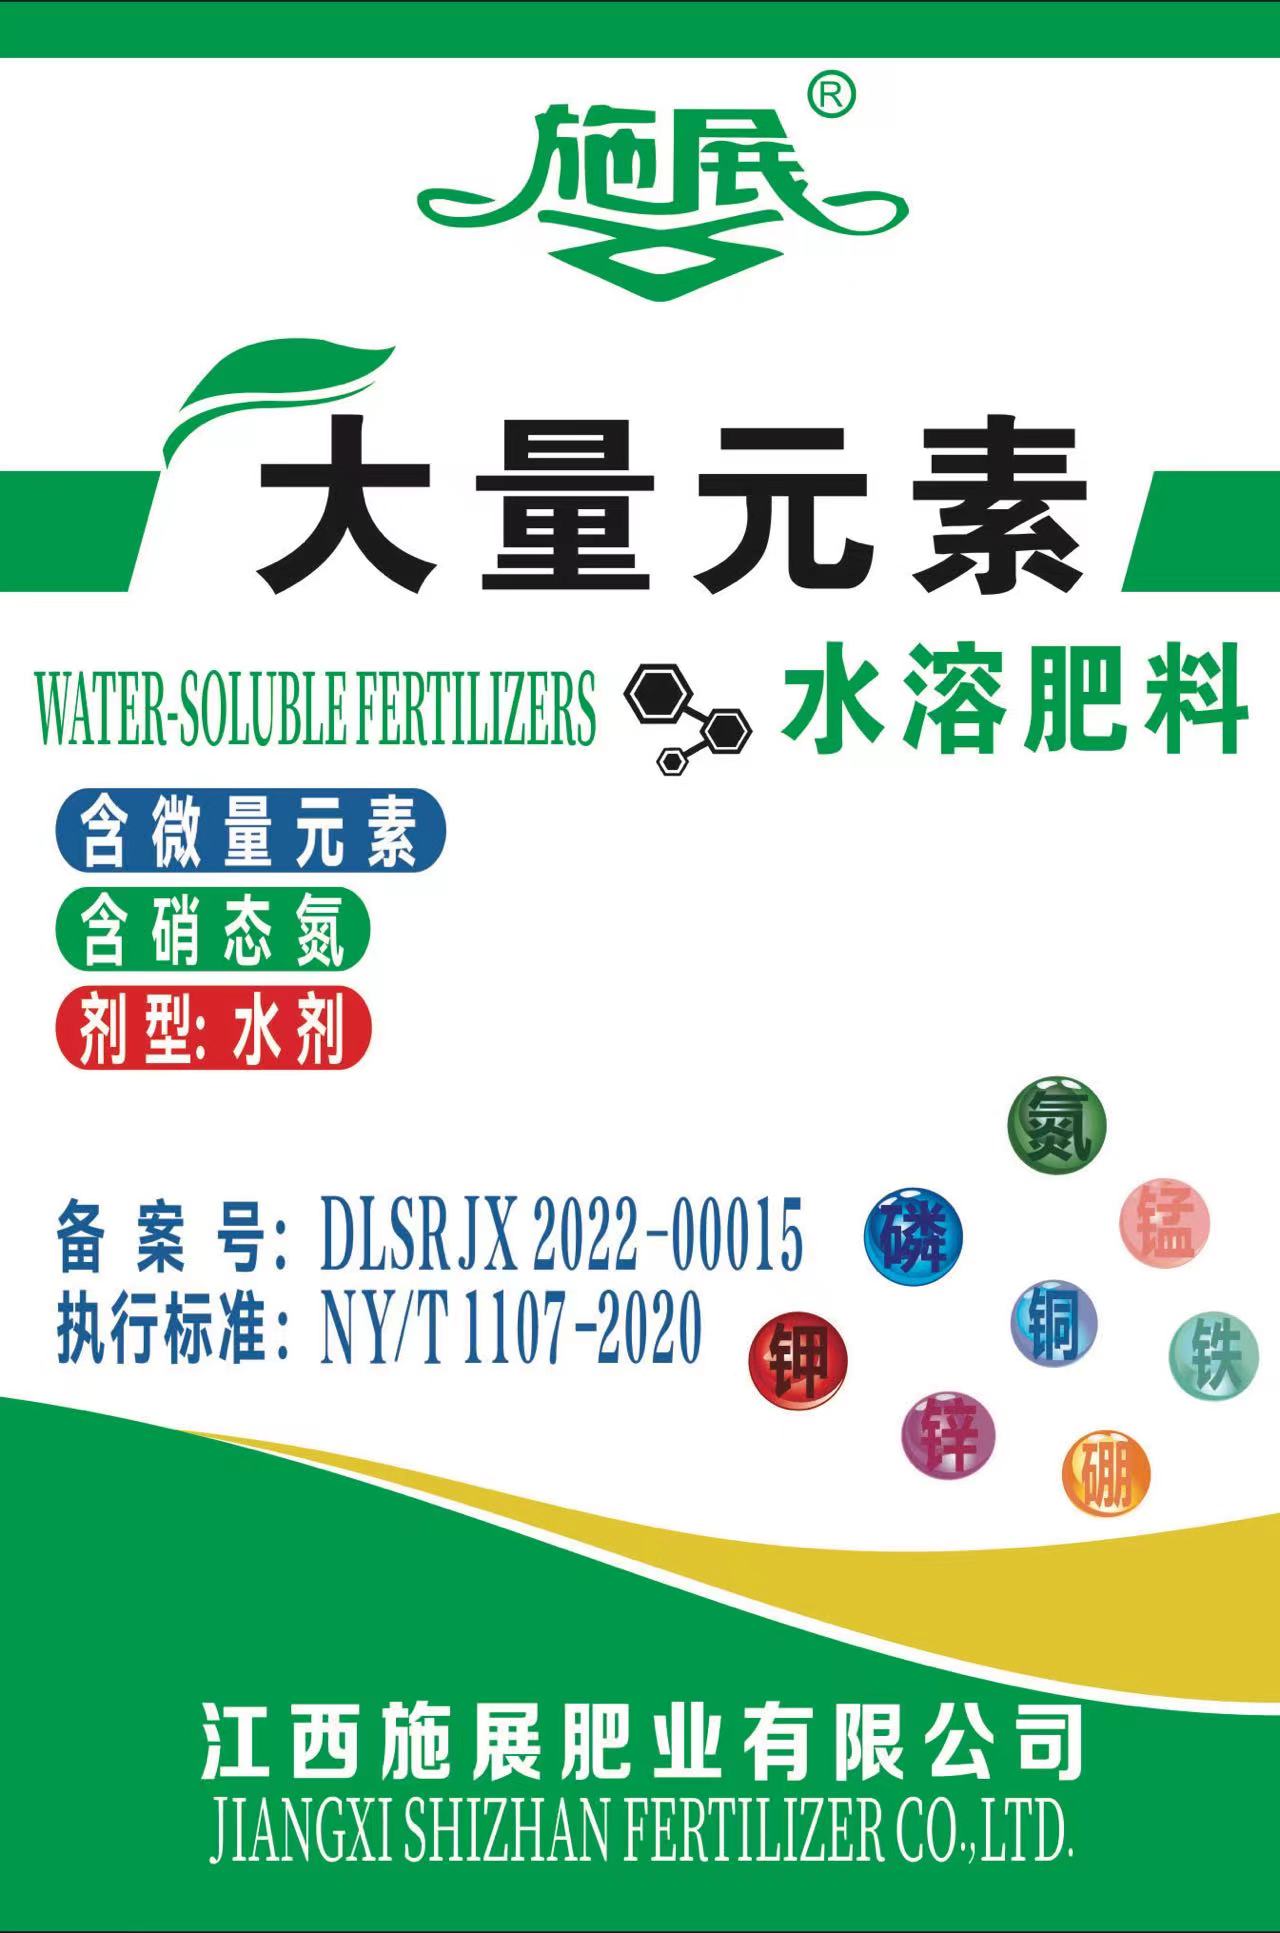 施展®
大量元素
WATER-SOLUBLE FERTILIZERS 水溶肥料
含微量元素
含硝态氮
剂型:水剂
氮
磷 锰
铜
钾 铁
锌
硼
备案号: DLSRJX 2022-00015
执行标准: NY/T 1107-2020
江西施展肥业有限公司
JIANGXI SHIZHAN FERTILIZER CO.,LTD.